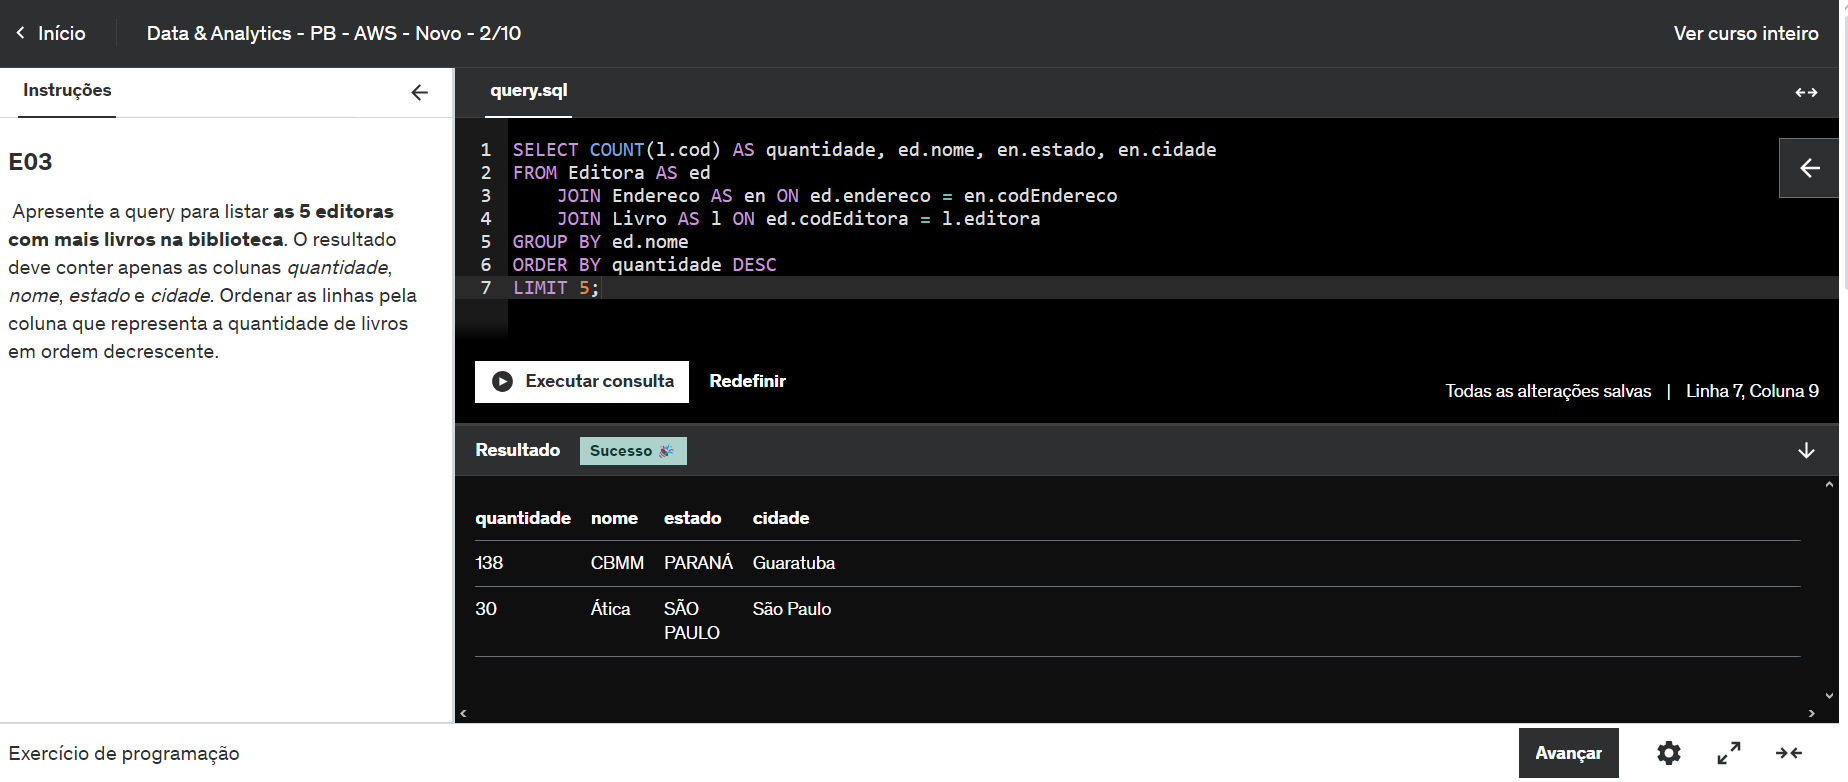 Início
Data & Analytics - PB - AWS - Novo - 2/10
Ver curso inteiro
Instruções
E03
Apresente a query para listar as 5 editoras
com mais livros na biblioteca. O resultado
deve conter apenas as colunas quantidade,
nome, estado e cidade. Ordenar as linhas pela
coluna que representa a quantidade de livros
em ordem decrescente.
query.sql
1 SELECT COUNT(l.cod) AS quantidade, ed.nome, en.estado, en.cidade
2 FROM Editora AS ed
3 JOIN Endereco AS en ON ed.endereco = en.codEndereco
4 JOIN Livro AS l ON ed.codEditora = l.editora
5 GROUP BY ed.nome
6 ORDER BY quantidade DESC
7 LIMIT 5;
Executar consulta
Redefinir
Todas as alterações salvas | Linha 7, Coluna 9
Resultado
Sucesso 🎉
quantidade nome estado cidade
138 CBMM PARANÁ Guaratuba
30 Ática SÃO PAULO São Paulo
Exercício de programação
Avançar